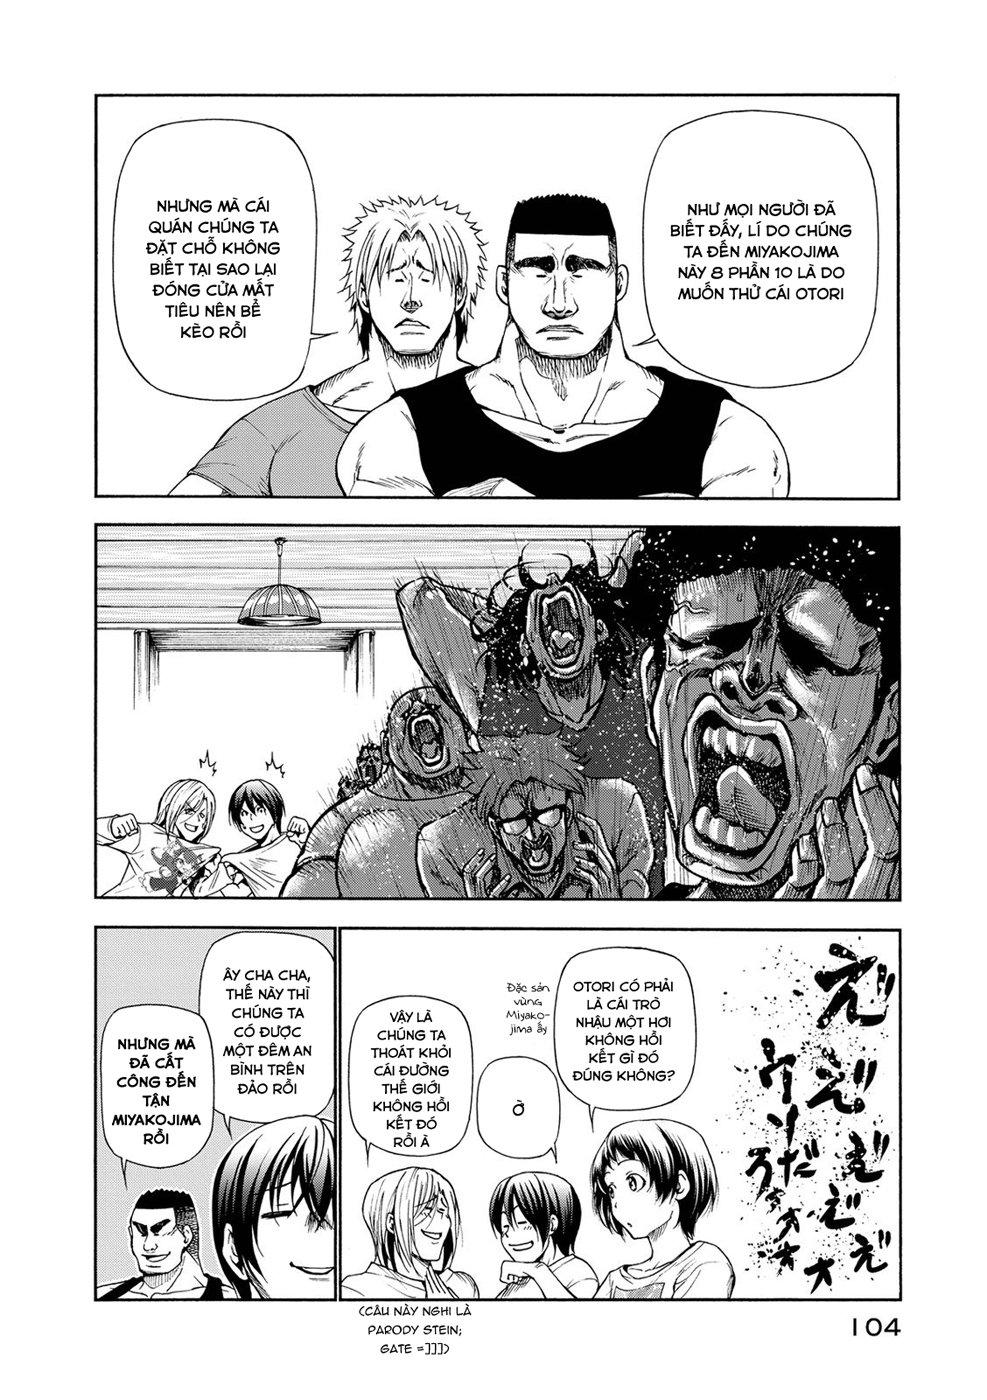 NHƯ MỌI NGƯỜI ĐÃ
BIẾT ĐẤY, LÍ DO CHÚNG
TA ĐẾN MIYAKOJIMA
NÀY 8 PHẦN 10 LÀ DO
MUỐN THỬ CÁI OTORI
NHƯNG MÀ CÁI
QUÁN CHÚNG TA
ĐẶT CHỖ KHÔNG
BIẾT TẠI SAO LẠI
ĐÓNG CỬA MẤT
TIÊU NÊN BỂ
KÈO RỒI
OTORI CÓ PHẢI
LÀ CÁI TRÒ
NHẬU MỘT HƠI
KHÔNG HỒI
KẾT GÌ ĐÓ
ĐÚNG KHÔNG?
Đặc sản
vùng
Miyako-
jima ấy
Ờ
VẬY LÀ
CHÚNG TA
THOÁT KHỎI
CÁI ĐƯỜNG
THẾ GIỚI
KHÔNG HỒI
KẾT ĐÓ
RỒI À
(CÂU NÀY NGHI LÀ
PARODY STEIN;
GATE =]]])
ÂY CHA CHA,
THẾ NÀY THÌ
CHÚNG TA
CÓ ĐƯỢC
MỘT ĐÊM AN
BÌNH TRÊN
ĐẢO RỒI
NHƯNG MÀ
ĐÃ CẤT
CÔNG ĐẾN
TẬN
MIYAKOJIMA
RỒI
104